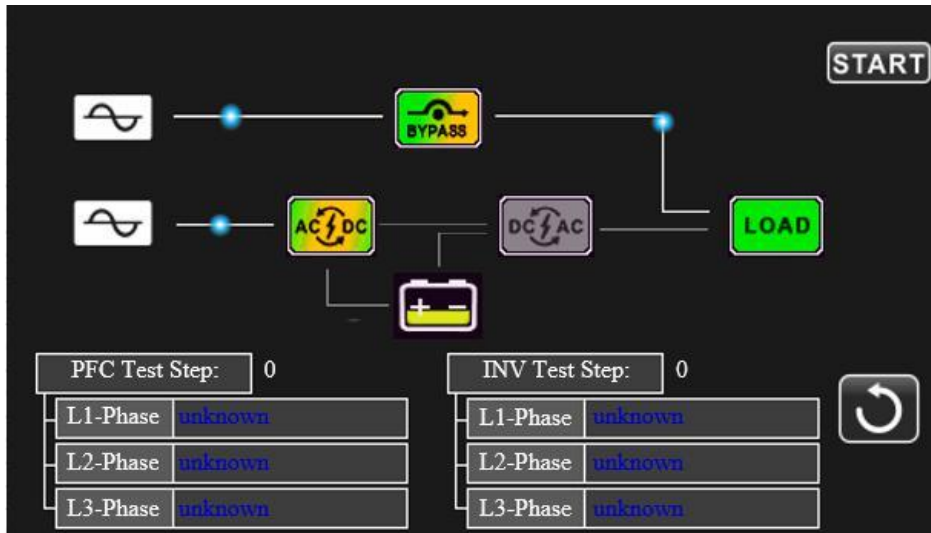 START
BYPASS
AC DC
DC AC
LOAD
+ −
PFC Test Step: 0
L1-Phase unknown
L2-Phase unknown
L3-Phase unknown
INV Test Step: 0
L1-Phase unknown
L2-Phase unknown
L3-Phase unknown